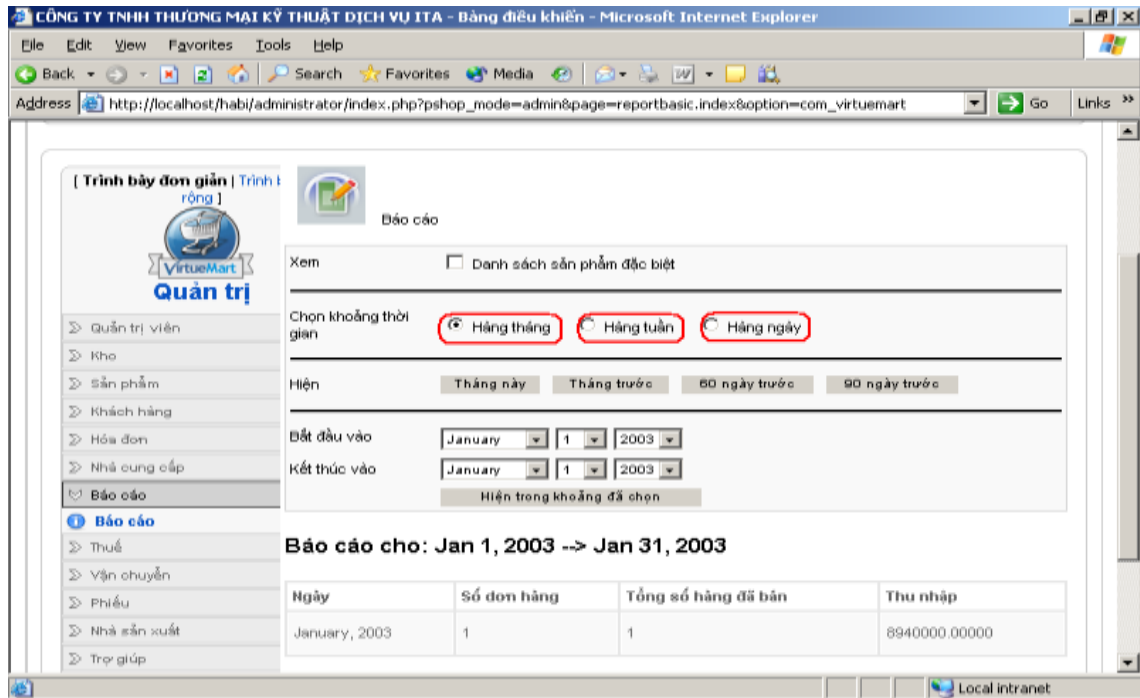 CÔNG TY TNHH THƯƠNG MẠI KỸ THUẬT DỊCH VỤ ITA - Bảng điều khiển - Microsoft Internet Explorer
File Edit View Favorites Tools Help
Back Search Favorites Media
Address http://localhost/habi/administrator/index.php?pshop_mode=admin&page=reportbasic.index&option=com_virtuemart Go Links »
[ Trình bày đơn giản | Trình
rộng ]
VirtueMart
Quản trị
Quản trị viên
Kho
Sản phẩm
Khách hàng
Hóa đơn
Nhà cung cấp
Báo cáo
Báo cáo
Thuế
Vận chuyển
Phiếu
Nhà sản xuất
Trợ giúp
Báo cáo
Xem Danh sách sản phẩm đặc biệt
Chọn khoảng thời
gian
Hàng tháng Hàng tuần Hàng ngày
Hiện Tháng này Tháng trước 60 ngày trước 90 ngày trước
Bắt đầu vào January 1 2003
Kết thúc vào January 1 2003
Hiện trong khoảng đã chọn
Báo cáo cho: Jan 1, 2003 --> Jan 31, 2003
Ngày Số đơn hàng Tổng số hàng đã bán Thu nhập
January, 2003 1 1 8940000.00000
Local intranet